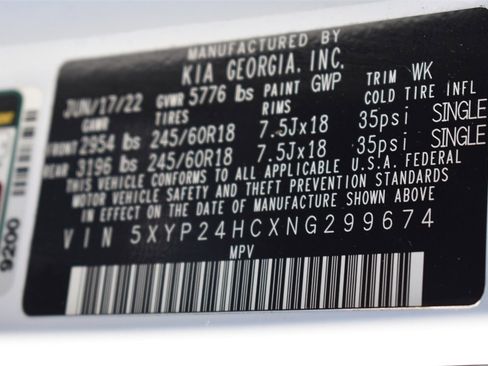 MANUFACTURED BY
KIA GEORGIA, INC.
JUN/17/22 GVWR 5776 lbs PAINT GWP TRIM WK
GAWR TIRES RIMS COLD TIRE INFL
FRONT 2954 lbs 245/60R18 7.5Jx18 35psi SINGLE
REAR 3196 lbs 245/60R18 7.5Jx18 35psi SINGLE
THIS VEHICLE CONFORMS TO ALL APPLICABLE U.S.A. FEDERAL
MOTOR VEHICLE SAFETY AND THEFT PREVENTION STANDARDS
IN EFFECT ON THE DATE OF MANUFACTURE SHOWN ABOVE
VIN 5XYP24HCXNG299674
MPV
9200